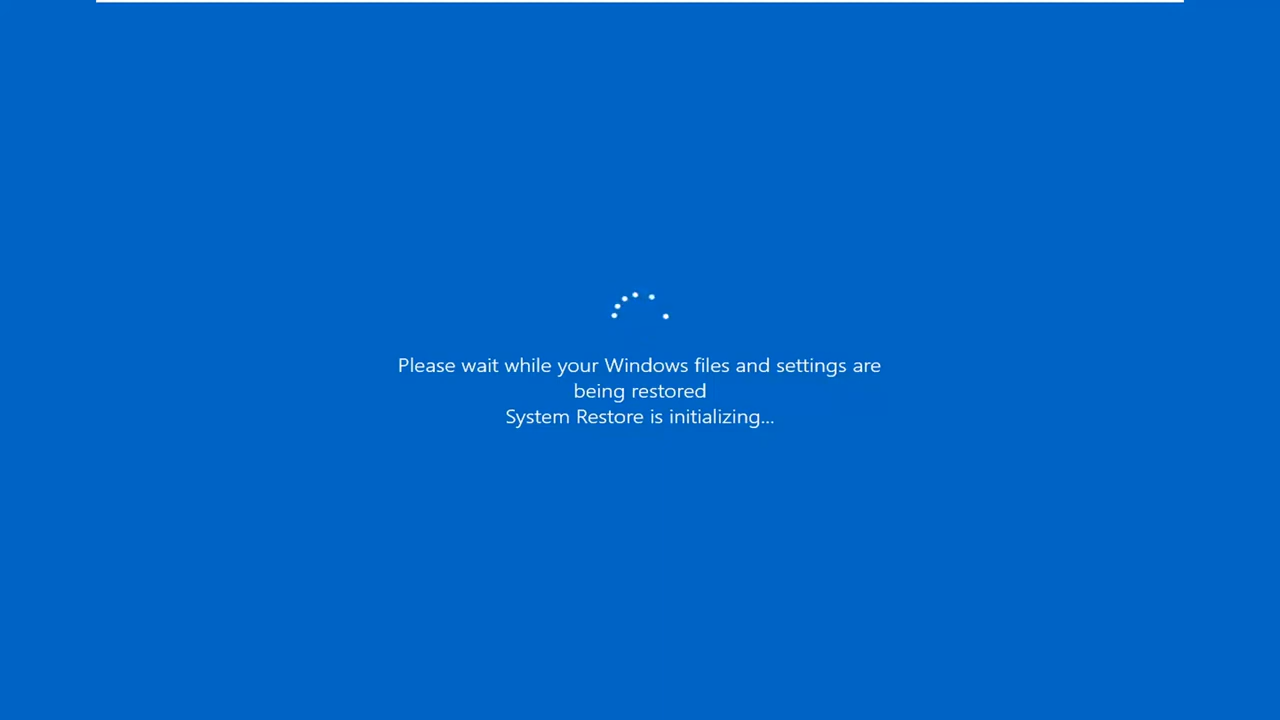 Please wait while your Windows files and settings are
being restored
System Restore is initializing...